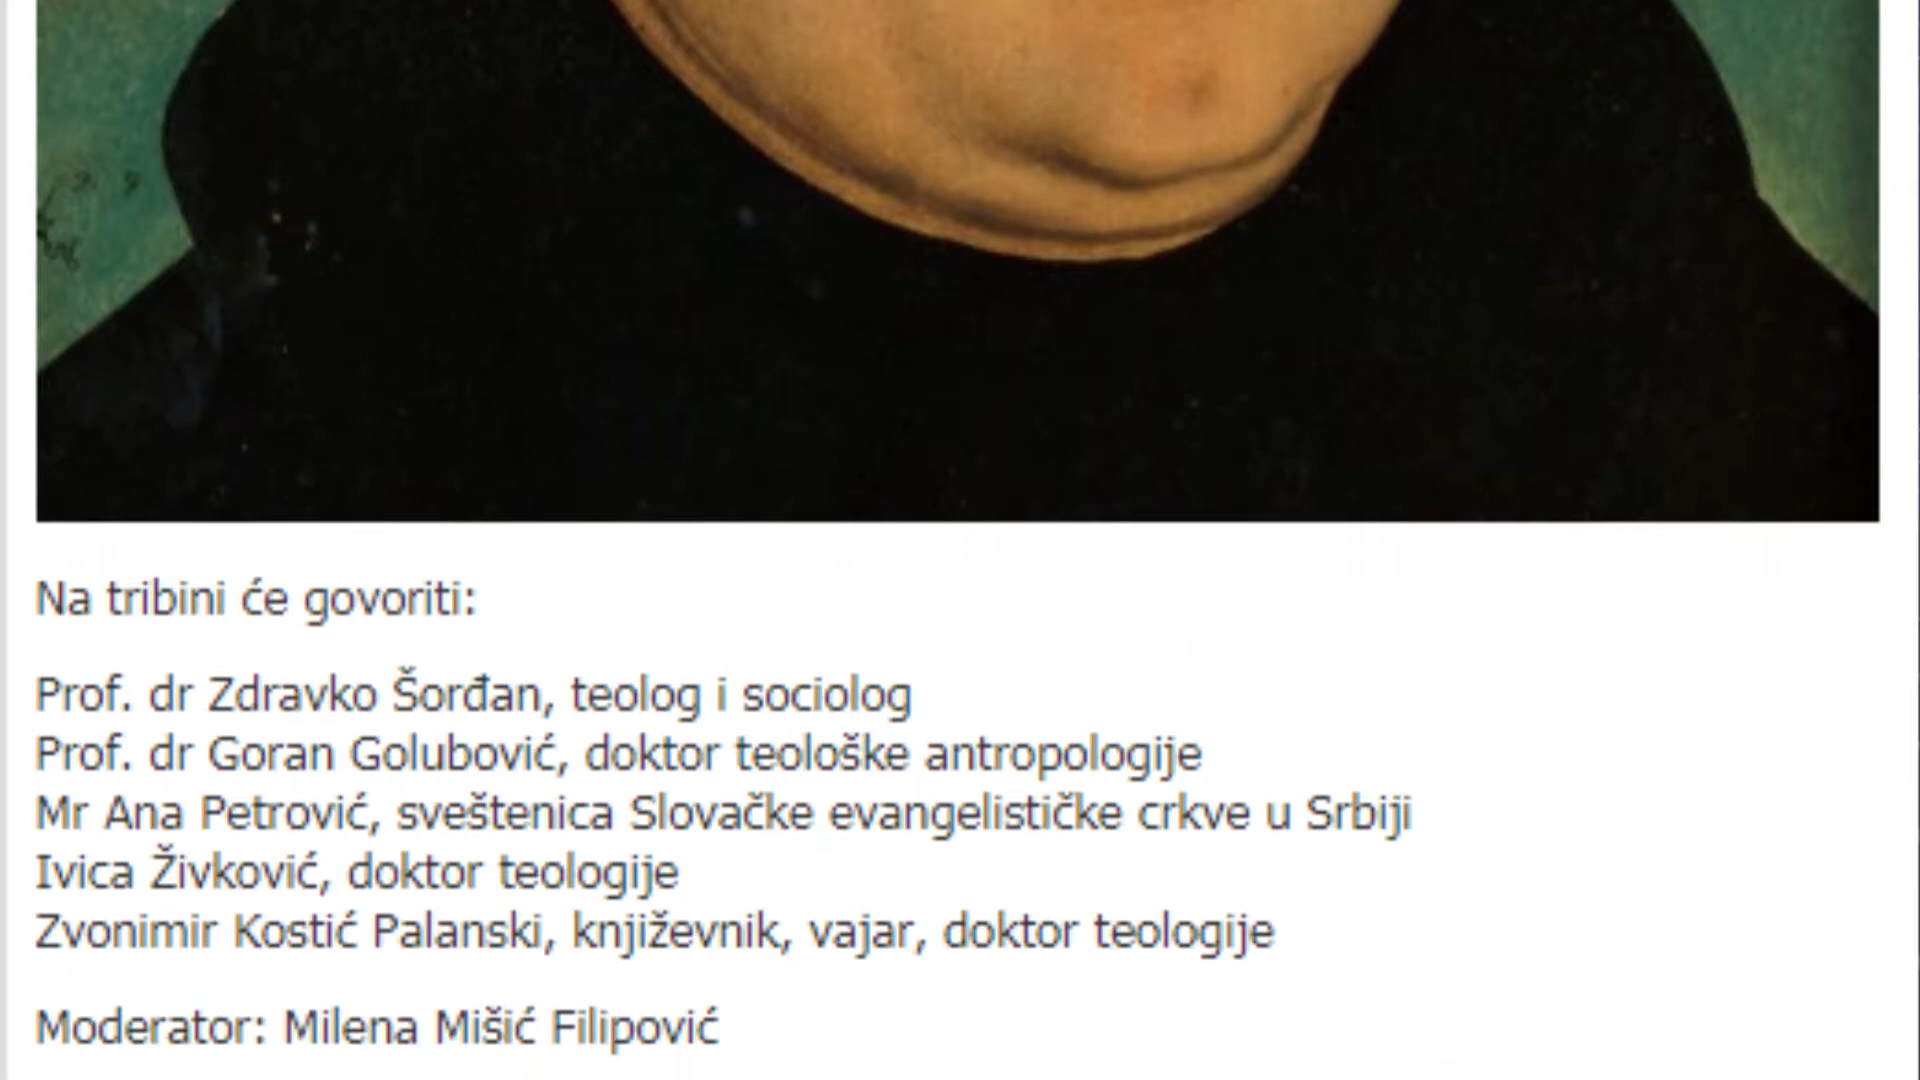 Na tribini će govoriti:
Prof. dr Zdravko Šorđan, teolog i sociolog
Prof. dr Goran Golubović, doktor teološke antropologije
Mr Ana Petrović, sveštenica Slovačke evangelističke crkve u Srbiji
Ivica Živković, doktor teologije
Zvonimir Kostić Palanski, književnik, vajar, doktor teologije
Moderator: Milena Mišić Filipović